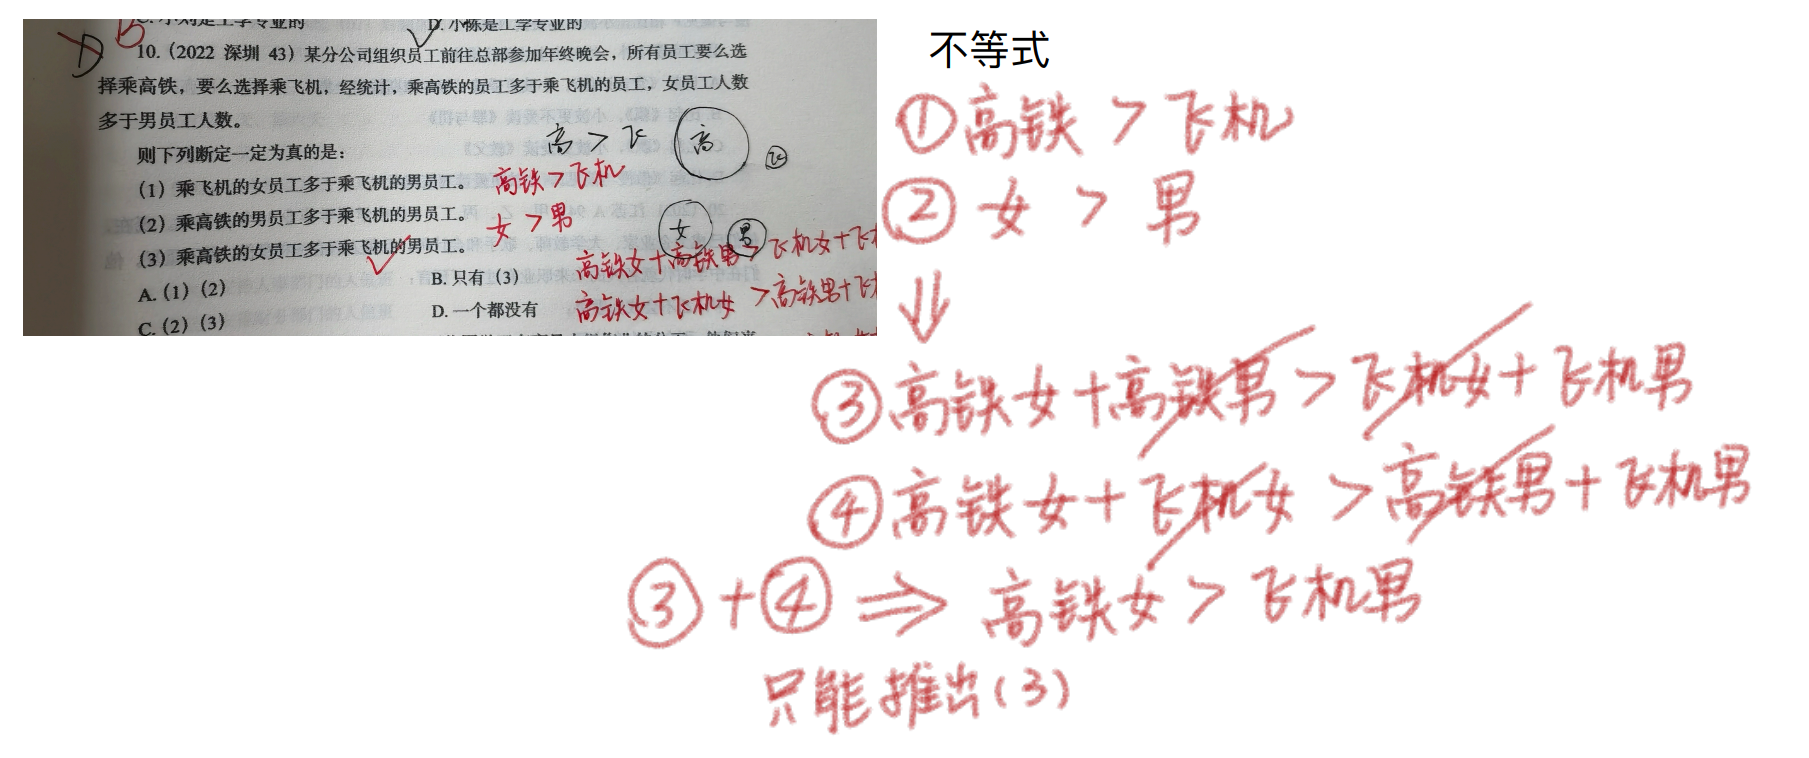 C. 小刘是工学专业的
D. 小陈是工学专业的
D
B
10.（2022 深圳 43）某分公司组织员工前往总部参加年终晚会，所有员工要么选
择乘高铁，要么选择乘飞机，经统计，乘高铁的员工多于乘飞机的员工，女员工人数
多于男员工人数。
高 > 飞
高
飞
则下列断定一定为真的是：
（1）乘飞机的女员工多于乘飞机的男员工。
高铁 > 飞机
（2）乘高铁的男员工多于乘飞机的男员工。
女 > 男
女
男
（3）乘高铁的女员工多于乘飞机的男员工。
高铁女+高铁男 > 飞机女+飞
A.（1）（2）
B. 只有（3）
高铁女+飞机女 > 高铁男+飞
C.（2）（3）
D. 一个都没有
不等式
① 高铁 > 飞机
② 女 > 男
⇓
③ 高铁女+高铁男 > 飞机女+飞机男
④ 高铁女+飞机女 > 高铁男+飞机男
③ + ④ ⇒ 高铁女 > 飞机男
只能推出(3)